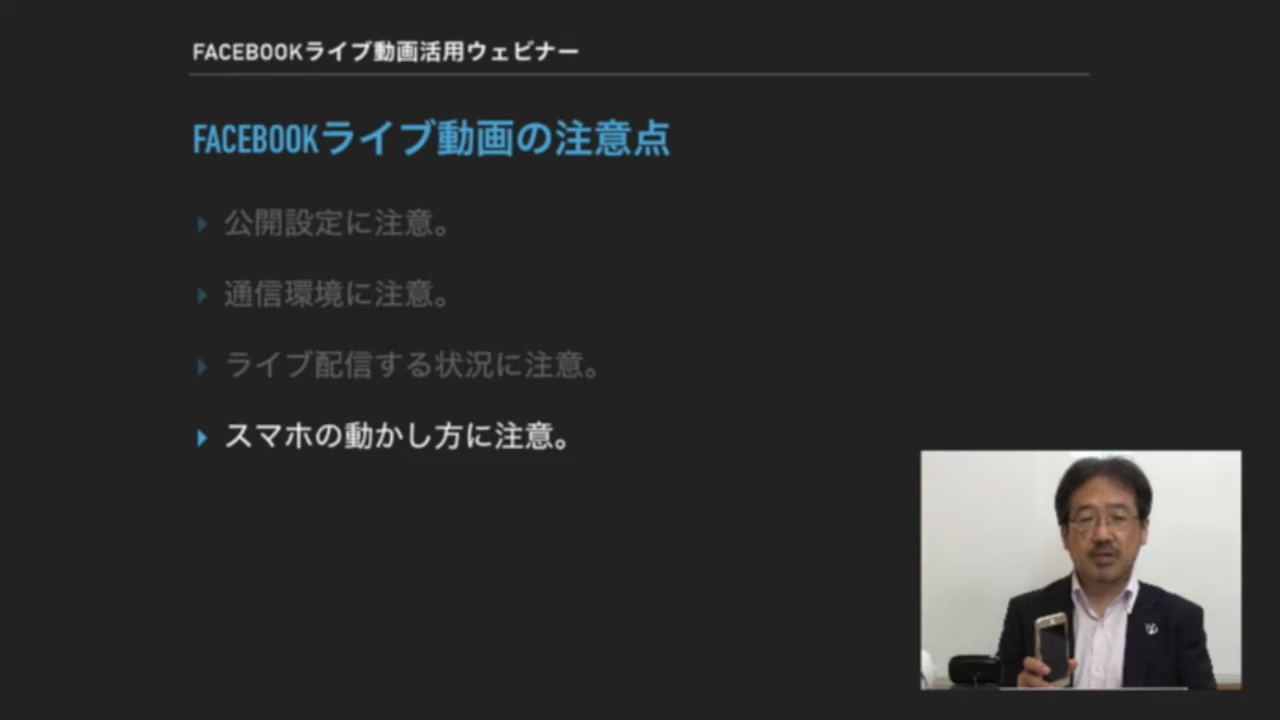 FACEBOOKライブ動画活用ウェビナー
FACEBOOKライブ動画の注意点
公開設定に注意。
通信環境に注意。
ライブ配信する状況に注意。
スマホの動かし方に注意。